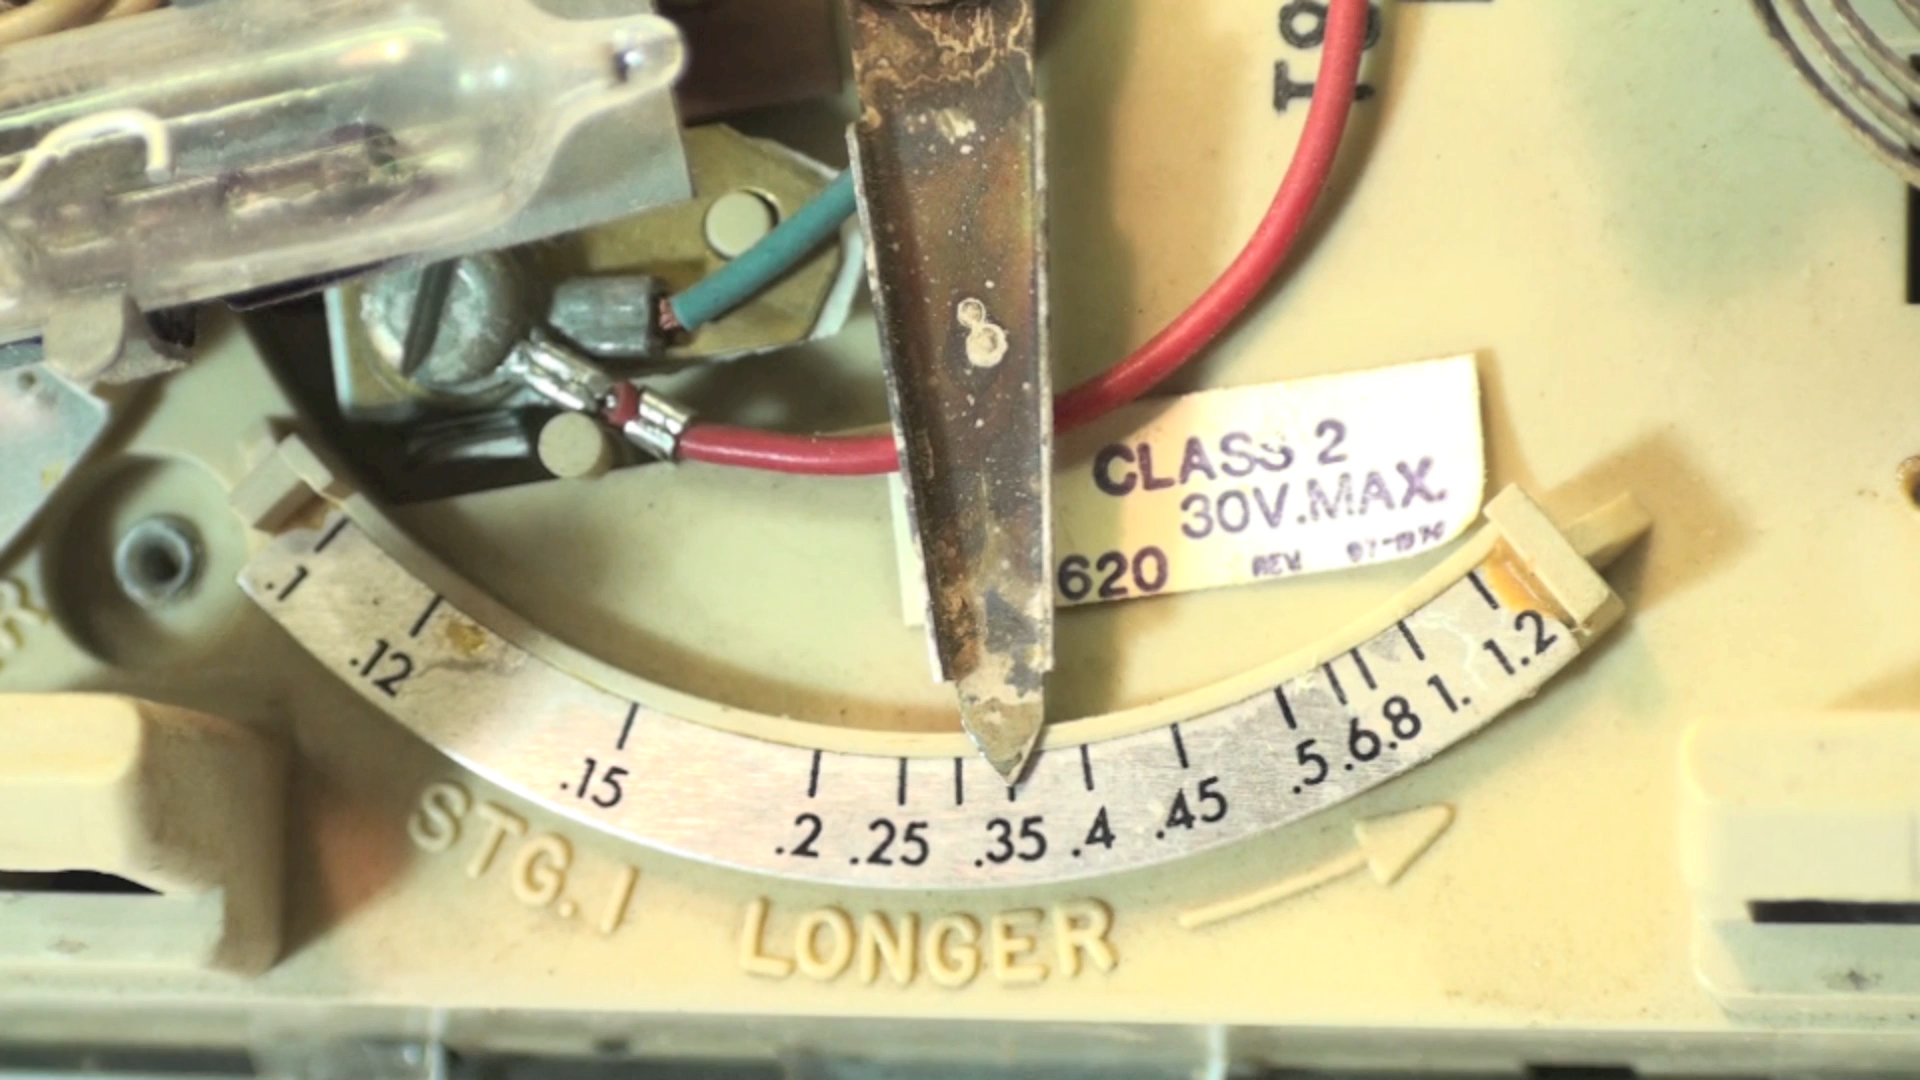 CLASS 2
30V.MAX.
620 REV
.1 .12 .15 .2 .25 .35 .4 .45 .5 .6 .8 1. 1.2
STG.1 LONGER